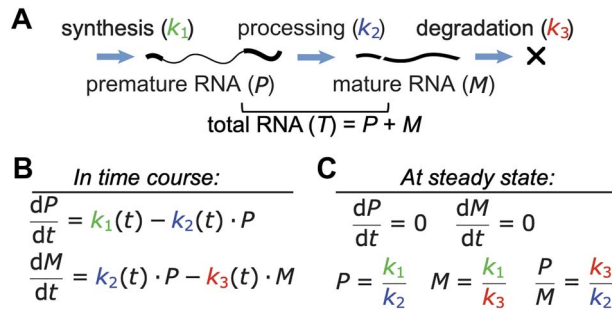 A
synthesis (k₁) processing (k₂) degradation (k₃)
premature RNA (P) mature RNA (M)
total RNA (T) = P + M
B
In time course:
dP/dt = k₁(t) − k₂(t) · P
dM/dt = k₂(t) · P − k₃(t) · M
C
At steady state:
dP/dt = 0 dM/dt = 0
P = k₁/k₂ M = k₁/k₃ P/M = k₃/k₂